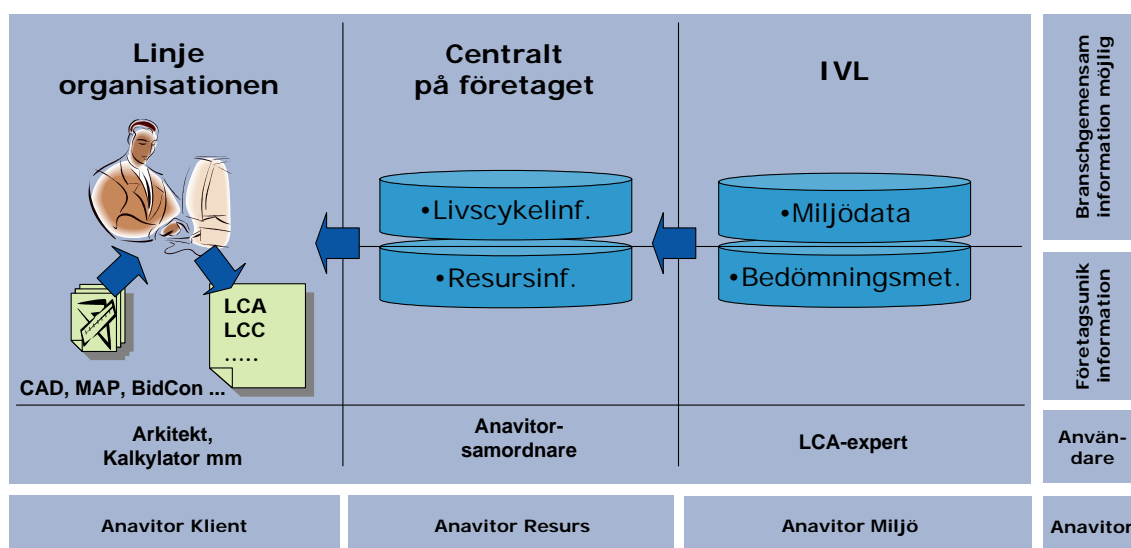 Linje
organisationen
Centralt
på företaget
IVL
Branschgemensam
information möjlig
•Livscykelinf.
•Miljödata
•Resursinf.
•Bedömningsmet.
Företagsunik
information
LCA
LCC
.....
CAD, MAP, BidCon ...
Arkitekt,
Kalkylator mm
Anavitor-
samordnare
LCA-expert
Använ-
dare
Anavitor Klient
Anavitor Resurs
Anavitor Miljö
Anavitor